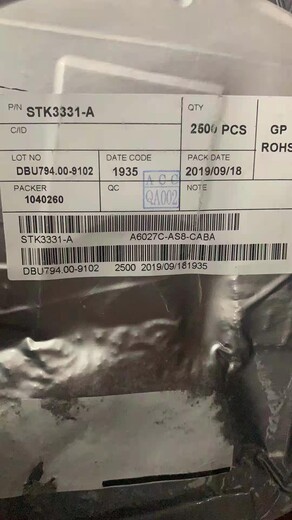 P/N STK3331-A
C/ID
QTY
2500 PCS
GP
ROHS
LOT NO
DBU794.00-9102
DATE CODE
1935
PACK DATE
2019/09/18
PACKER
1040260
QC
ACC
QA002
NOTE
STK3331-A A6027C-AS8-CABA
DBU794.00-9102 2500 2019/09/181935